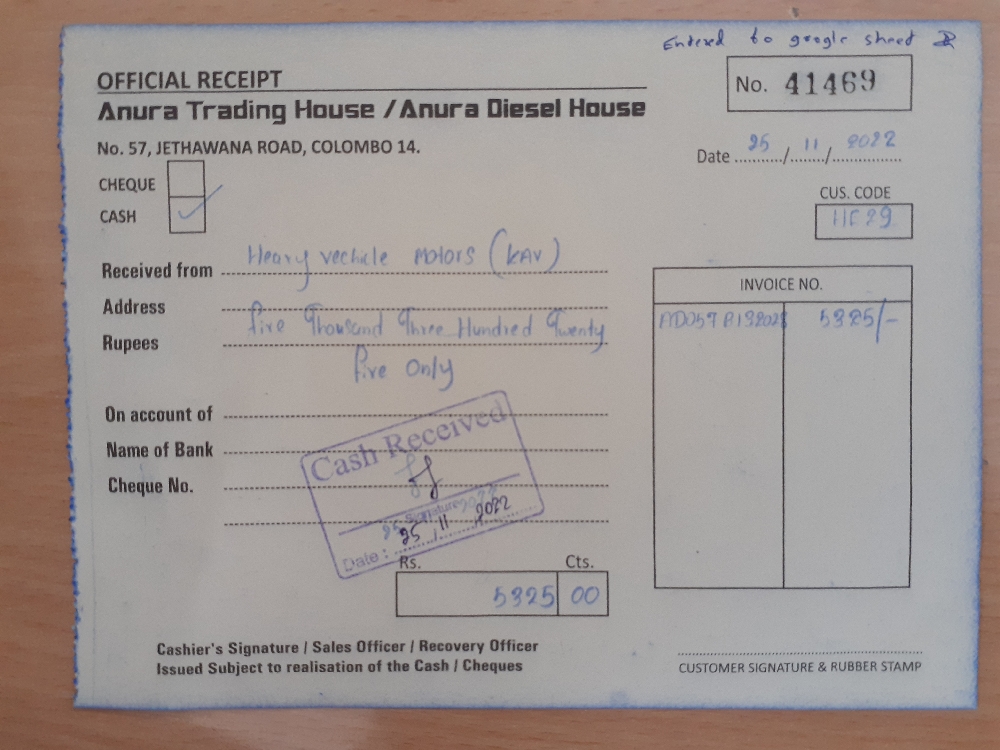 Entered to google sheet
OFFICIAL RECEIPT
No. 41469
Anura Trading House / Anura Diesel House
No. 57, JETHAWANA ROAD, COLOMBO 14.
Date 25 / 11 / 2022
CHEQUE
CASH ✓
CUS. CODE
HE29
Received from Heavy vechicle Motors (KAV)
Address
Rupees five Thousand Three Hundred Twenty
five Only
INVOICE NO.
5325/-
On account of
Name of Bank
Cheque No.
Cash Received
Signature
Date : 25 11 2022
Rs. Cts.
5325 00
Cashier's Signature / Sales Officer / Recovery Officer
Issued Subject to realisation of the Cash / Cheques
CUSTOMER SIGNATURE & RUBBER STAMP